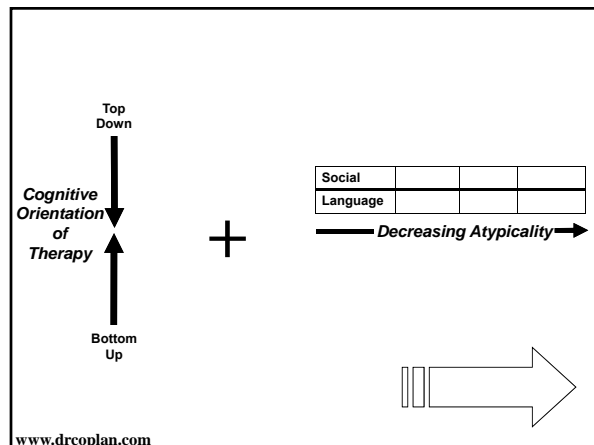 Top
Down
Cognitive
Orientation
of
Therapy
Bottom
Up
+
Social
Language
Decreasing Atypicality
www.drcoplan.com